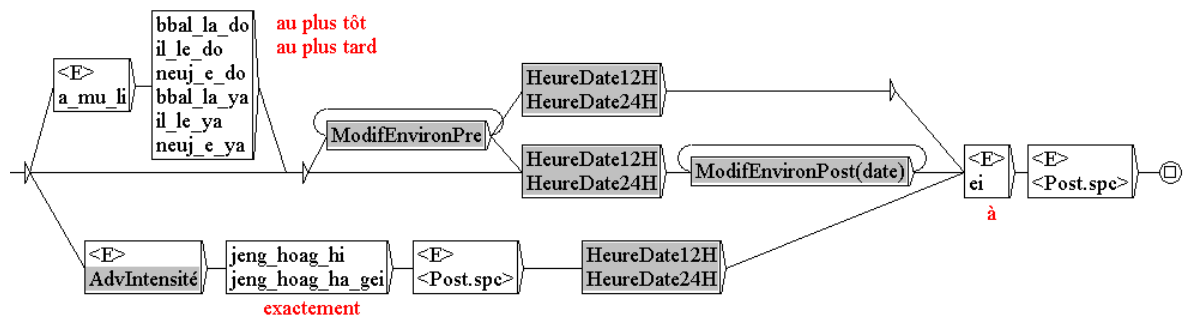 <E>
a_mu_li
bbal_la_do
il_le_do
neuj_e_do
bbal_la_ya
il_le_ya
neuj_e_ya
au plus tôt
au plus tard
ModifEnvironPre
HeureDate12H
HeureDate24H
HeureDate12H
HeureDate24H
ModifEnvironPost(date)
<E>
ei
à
<E>
<Post.spc>
<E>
AdvIntensité
jeng_hoag_hi
jeng_hoag_ha_gei
exactement
<E>
<Post.spc>
HeureDate12H
HeureDate24H